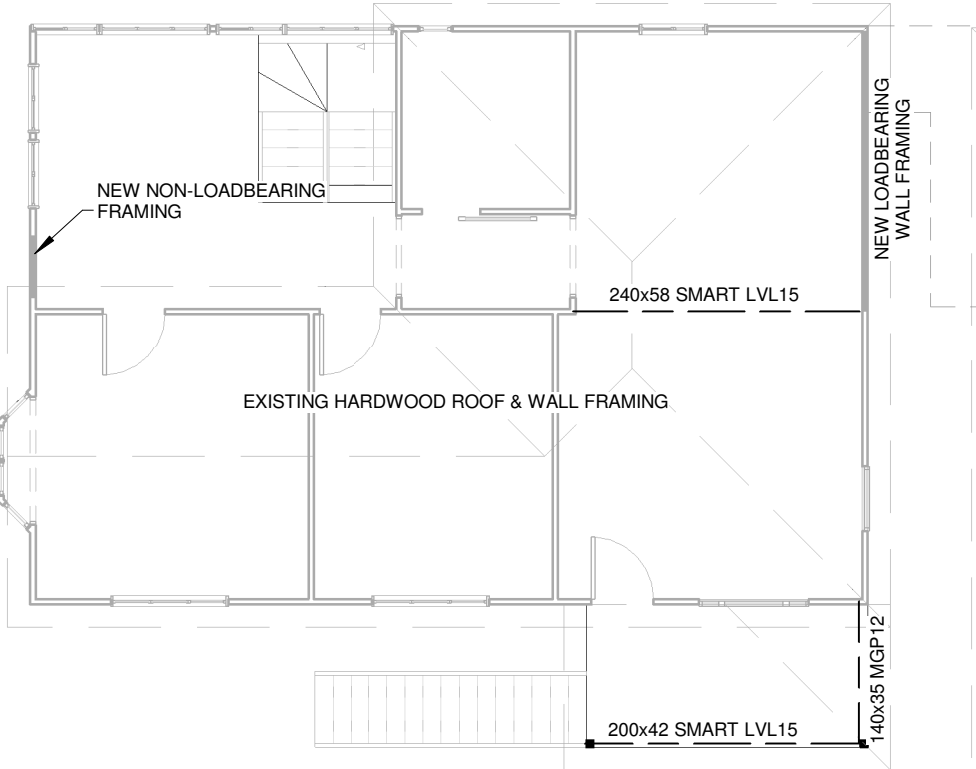 NEW NON-LOADBEARING
FRAMING
NEW LOADBEARING
WALL FRAMING
240x58 SMART LVL15
EXISTING HARDWOOD ROOF & WALL FRAMING
140x35 MGP12
200x42 SMART LVL15